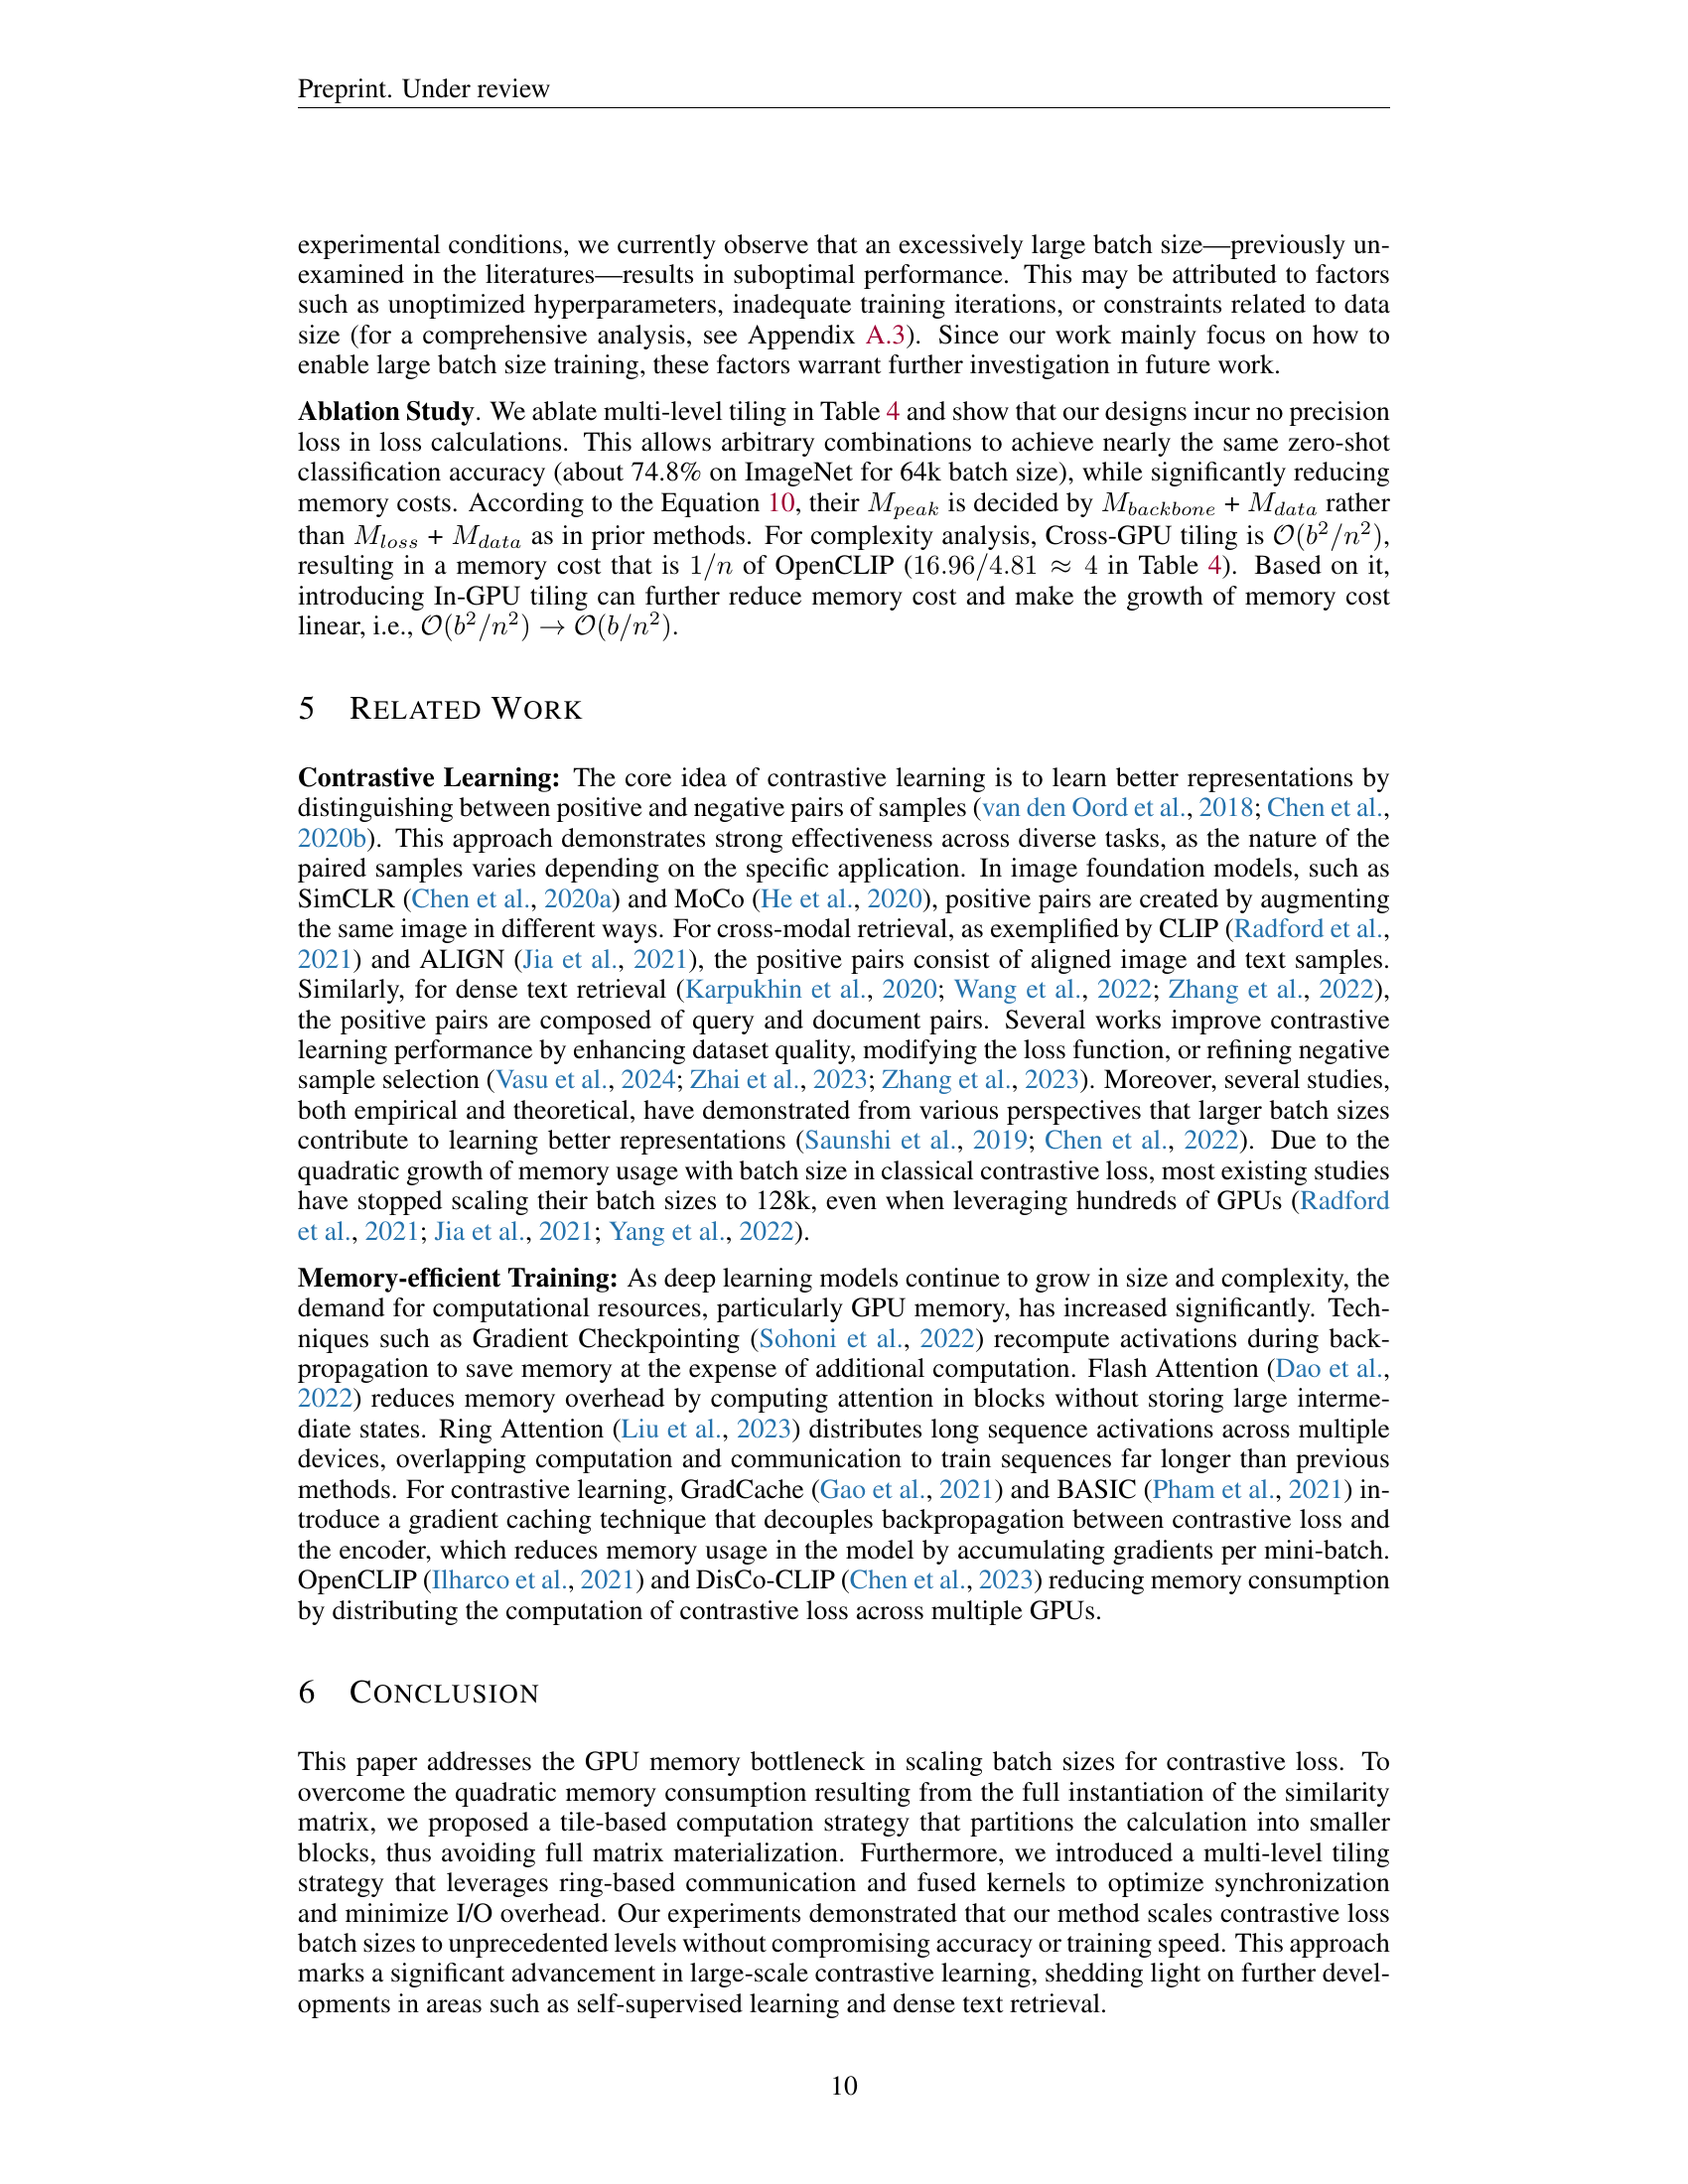 Preprint. Under review
experimental conditions, we currently observe that an excessively large batch size—previously un-
examined in the literatures—results in suboptimal performance. This may be attributed to factors
such as unoptimized hyperparameters, inadequate training iterations, or constraints related to data
size (for a comprehensive analysis, see Appendix A.3). Since our work mainly focus on how to
enable large batch size training, these factors warrant further investigation in future work.
Ablation Study. We ablate multi-level tiling in Table 4 and show that our designs incur no precision
loss in loss calculations. This allows arbitrary combinations to achieve nearly the same zero-shot
classification accuracy (about 74.8% on ImageNet for 64k batch size), while significantly reducing
memory costs. According to the Equation 10, their $M_{peak}$ is decided by $M_{backbone}$ + $M_{data}$ rather
than $M_{loss}$ + $M_{data}$ as in prior methods. For complexity analysis, Cross-GPU tiling is $\mathcal{O}(b^2/n^2)$,
resulting in a memory cost that is $1/n$ of OpenCLIP ($16.96/4.81 \approx 4$ in Table 4). Based on it,
introducing In-GPU tiling can further reduce memory cost and make the growth of memory cost
linear, i.e., $\mathcal{O}(b^2/n^2) \rightarrow \mathcal{O}(b/n^2)$.
5 RELATED WORK
Contrastive Learning: The core idea of contrastive learning is to learn better representations by
distinguishing between positive and negative pairs of samples (van den Oord et al., 2018; Chen et al.,
2020b). This approach demonstrates strong effectiveness across diverse tasks, as the nature of the
paired samples varies depending on the specific application. In image foundation models, such as
SimCLR (Chen et al., 2020a) and MoCo (He et al., 2020), positive pairs are created by augmenting
the same image in different ways. For cross-modal retrieval, as exemplified by CLIP (Radford et al.,
2021) and ALIGN (Jia et al., 2021), the positive pairs consist of aligned image and text samples.
Similarly, for dense text retrieval (Karpukhin et al., 2020; Wang et al., 2022; Zhang et al., 2022),
the positive pairs are composed of query and document pairs. Several works improve contrastive
learning performance by enhancing dataset quality, modifying the loss function, or refining negative
sample selection (Vasu et al., 2024; Zhai et al., 2023; Zhang et al., 2023). Moreover, several studies,
both empirical and theoretical, have demonstrated from various perspectives that larger batch sizes
contribute to learning better representations (Saunshi et al., 2019; Chen et al., 2022). Due to the
quadratic growth of memory usage with batch size in classical contrastive loss, most existing studies
have stopped scaling their batch sizes to 128k, even when leveraging hundreds of GPUs (Radford
et al., 2021; Jia et al., 2021; Yang et al., 2022).
Memory-efficient Training: As deep learning models continue to grow in size and complexity, the
demand for computational resources, particularly GPU memory, has increased significantly. Tech-
niques such as Gradient Checkpointing (Sohoni et al., 2022) recompute activations during back-
propagation to save memory at the expense of additional computation. Flash Attention (Dao et al.,
2022) reduces memory overhead by computing attention in blocks without storing large interme-
diate states. Ring Attention (Liu et al., 2023) distributes long sequence activations across multiple
devices, overlapping computation and communication to train sequences far longer than previous
methods. For contrastive learning, GradCache (Gao et al., 2021) and BASIC (Pham et al., 2021) in-
troduce a gradient caching technique that decouples backpropagation between contrastive loss and
the encoder, which reduces memory usage in the model by accumulating gradients per mini-batch.
OpenCLIP (Ilharco et al., 2021) and DisCo-CLIP (Chen et al., 2023) reducing memory consumption
by distributing the computation of contrastive loss across multiple GPUs.
6 CONCLUSION
This paper addresses the GPU memory bottleneck in scaling batch sizes for contrastive loss. To
overcome the quadratic memory consumption resulting from the full instantiation of the similarity
matrix, we proposed a tile-based computation strategy that partitions the calculation into smaller
blocks, thus avoiding full matrix materialization. Furthermore, we introduced a multi-level tiling
strategy that leverages ring-based communication and fused kernels to optimize synchronization
and minimize I/O overhead. Our experiments demonstrated that our method scales contrastive loss
batch sizes to unprecedented levels without compromising accuracy or training speed. This approach
marks a significant advancement in large-scale contrastive learning, shedding light on further devel-
opments in areas such as self-supervised learning and dense text retrieval.
10